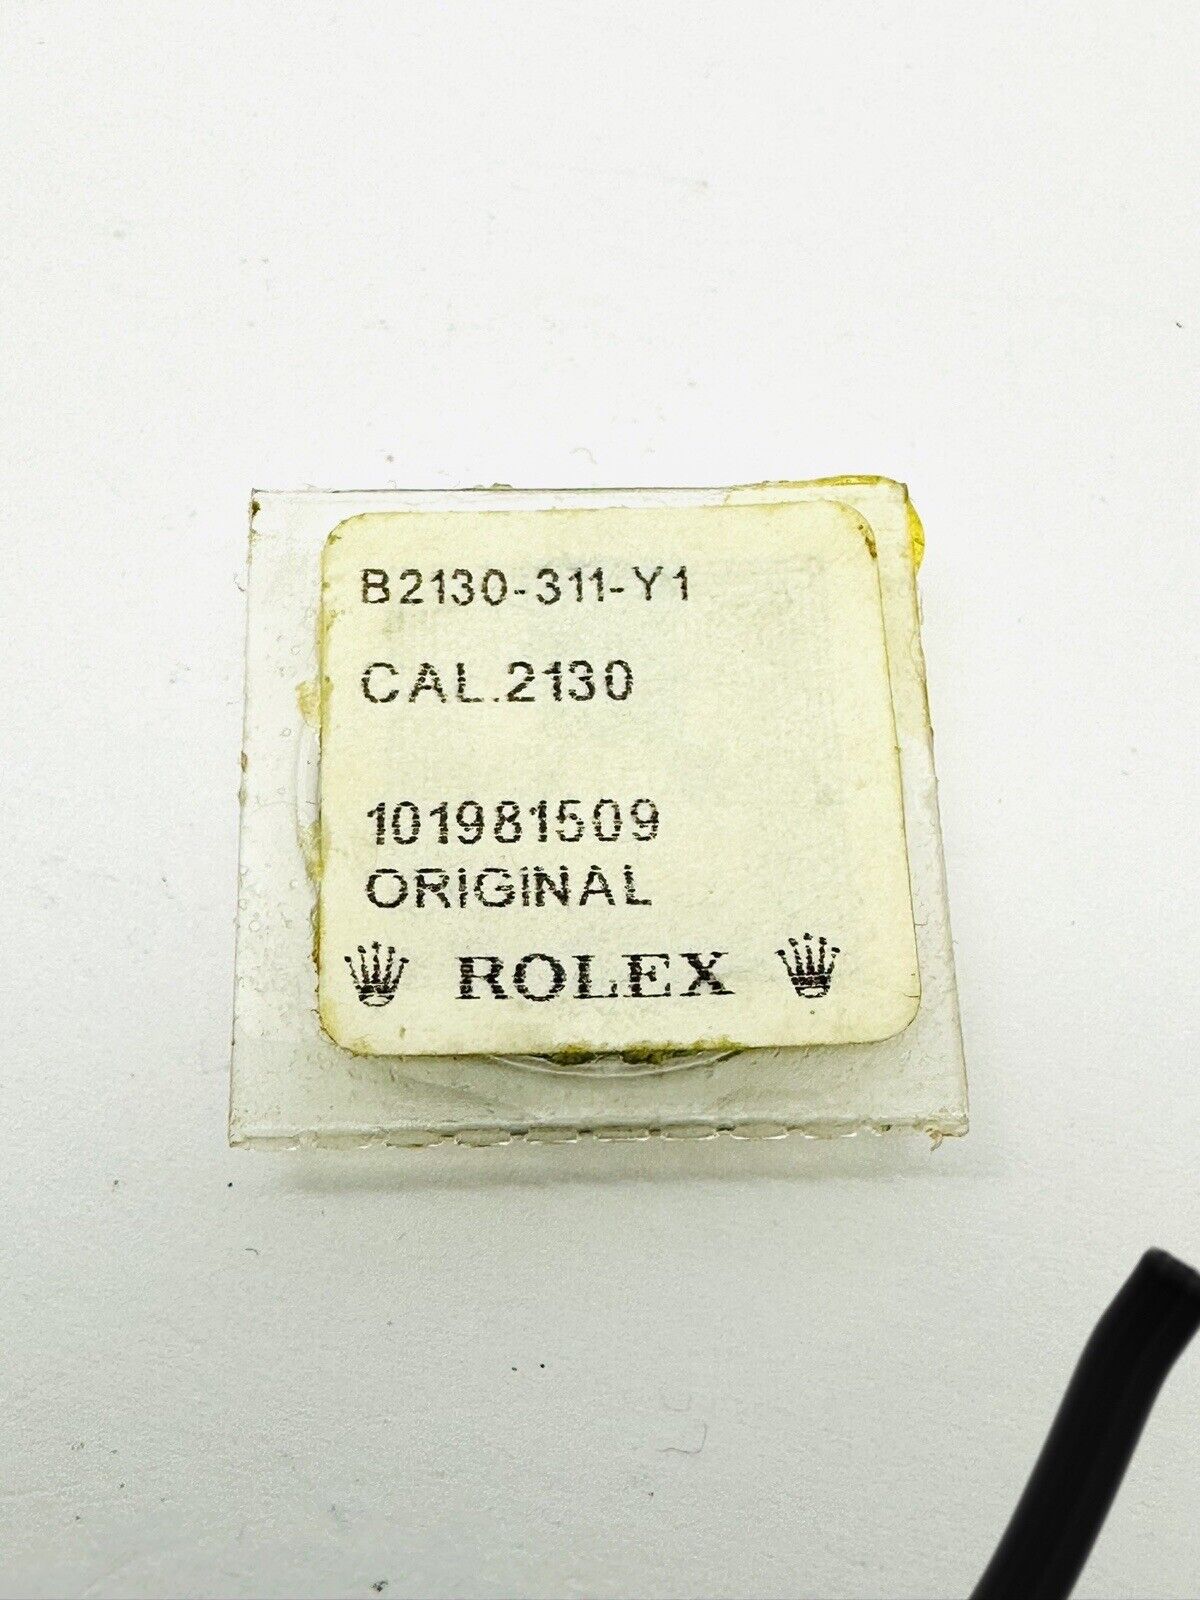 B2130-311-Y1
CAL.2130
101981509
ORIGINAL
ROLEX